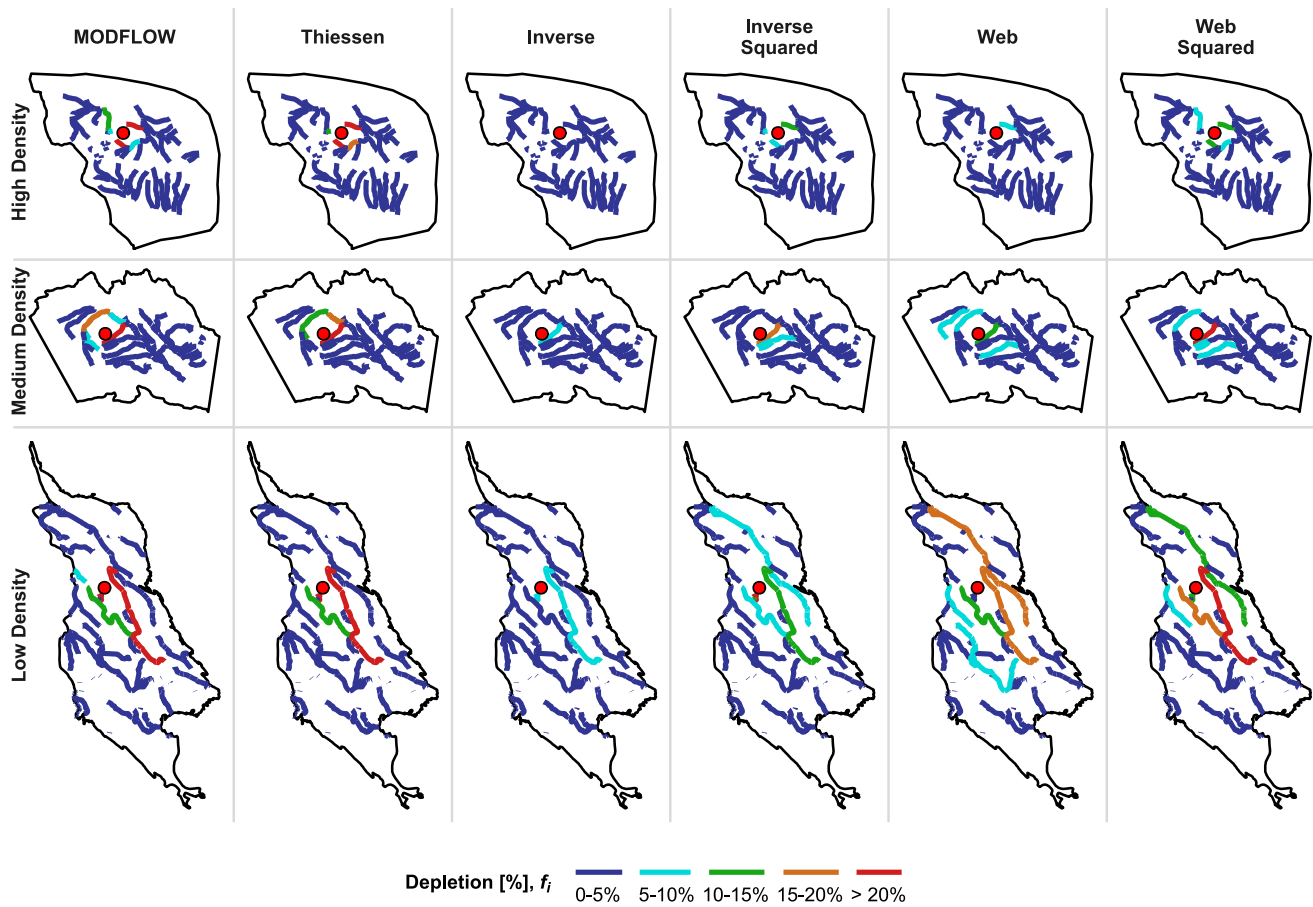 MODFLOW
Thiessen
Inverse
Inverse
Squared
Web
Web
Squared
High Density
Medium Density
Low Density
Depletion [%], fi
0-5%
5-10%
10-15%
15-20%
> 20%